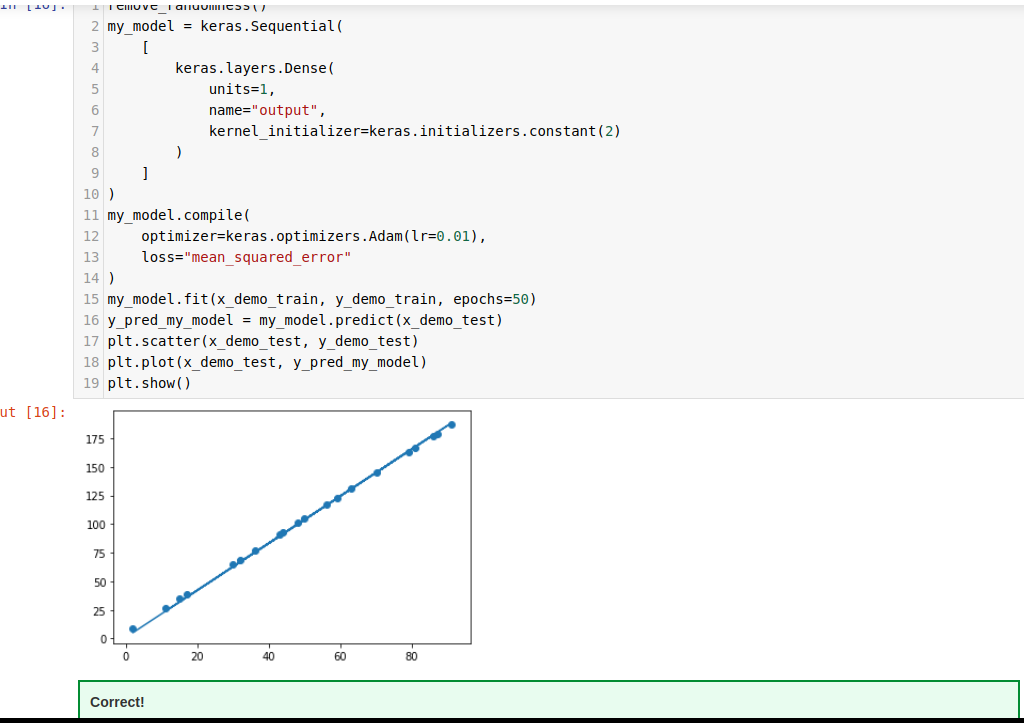 In [16]: 1 remove_randomness()
2 my_model = keras.Sequential(
3 [
4 keras.layers.Dense(
5 units=1,
6 name="output",
7 kernel_initializer=keras.initializers.constant(2)
8 )
9 ]
10 )
11 my_model.compile(
12 optimizer=keras.optimizers.Adam(lr=0.01),
13 loss="mean_squared_error"
14 )
15 my_model.fit(x_demo_train, y_demo_train, epochs=50)
16 y_pred_my_model = my_model.predict(x_demo_test)
17 plt.scatter(x_demo_test, y_demo_test)
18 plt.plot(x_demo_test, y_pred_my_model)
19 plt.show()
ut [16]:
175
150
125
100
75
50
25
0
0 20 40 60 80
Correct!